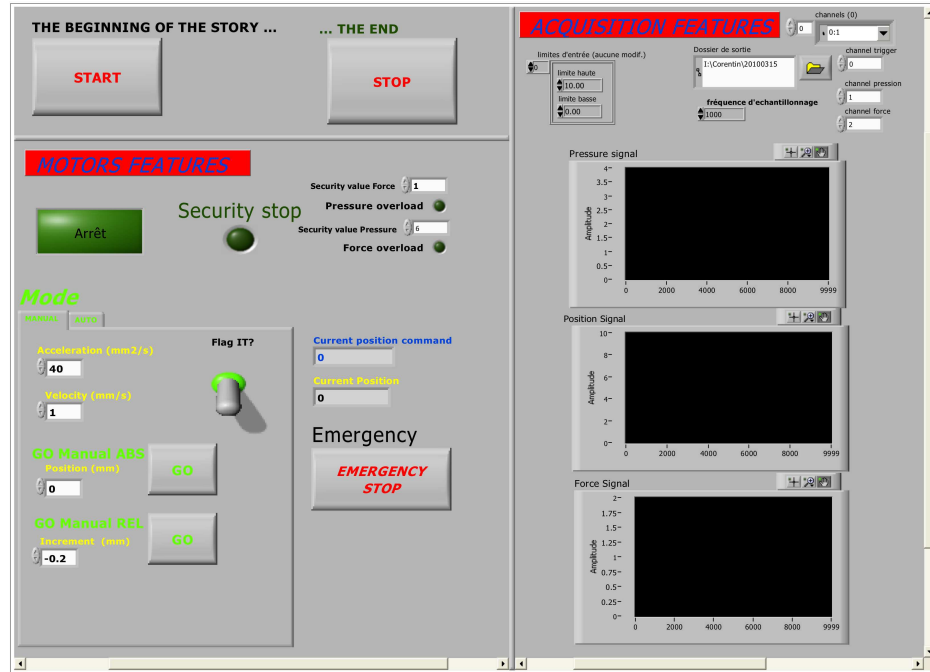 THE BEGINNING OF THE STORY ...
... THE END
START
STOP
MOTORS FEATURES
Arrêt
Security stop
Security value Force
1
Pressure overload
Security value Pressure
6
Force overload
Mode
Acceleration (mm2/s)
40
Velocity (mm/s)
1
Flag IT?
GO Manual ABS
Position (mm)
0
GO
GO Manual REL
Increment (mm)
-0.2
GO
Current position command
0
Current Position
0
Emergency
EMERGENCY
STOP
ACQUISITION FEATURES
channels (0)
0
0:1
limites d'entrée (aucune modif.)
0
limite haute
10.00
limite basse
0.00
Dossier de sortie
I:\Corentin\20100315
fréquence d'echantillonnage
1000
channel trigger
0
channel pression
1
channel force
2
Pressure signal
Amplitude
4
3.5
3
2.5
2
1.5
1
0.5
0
0 2000 4000 6000 8000 9999
Position Signal
Amplitude
10
8
6
4
2
0
0 2000 4000 6000 8000 9999
Force Signal
Amplitude
2
1.75
1.5
1.25
1
0.75
0.5
0.25
0
0 2000 4000 6000 8000 9999